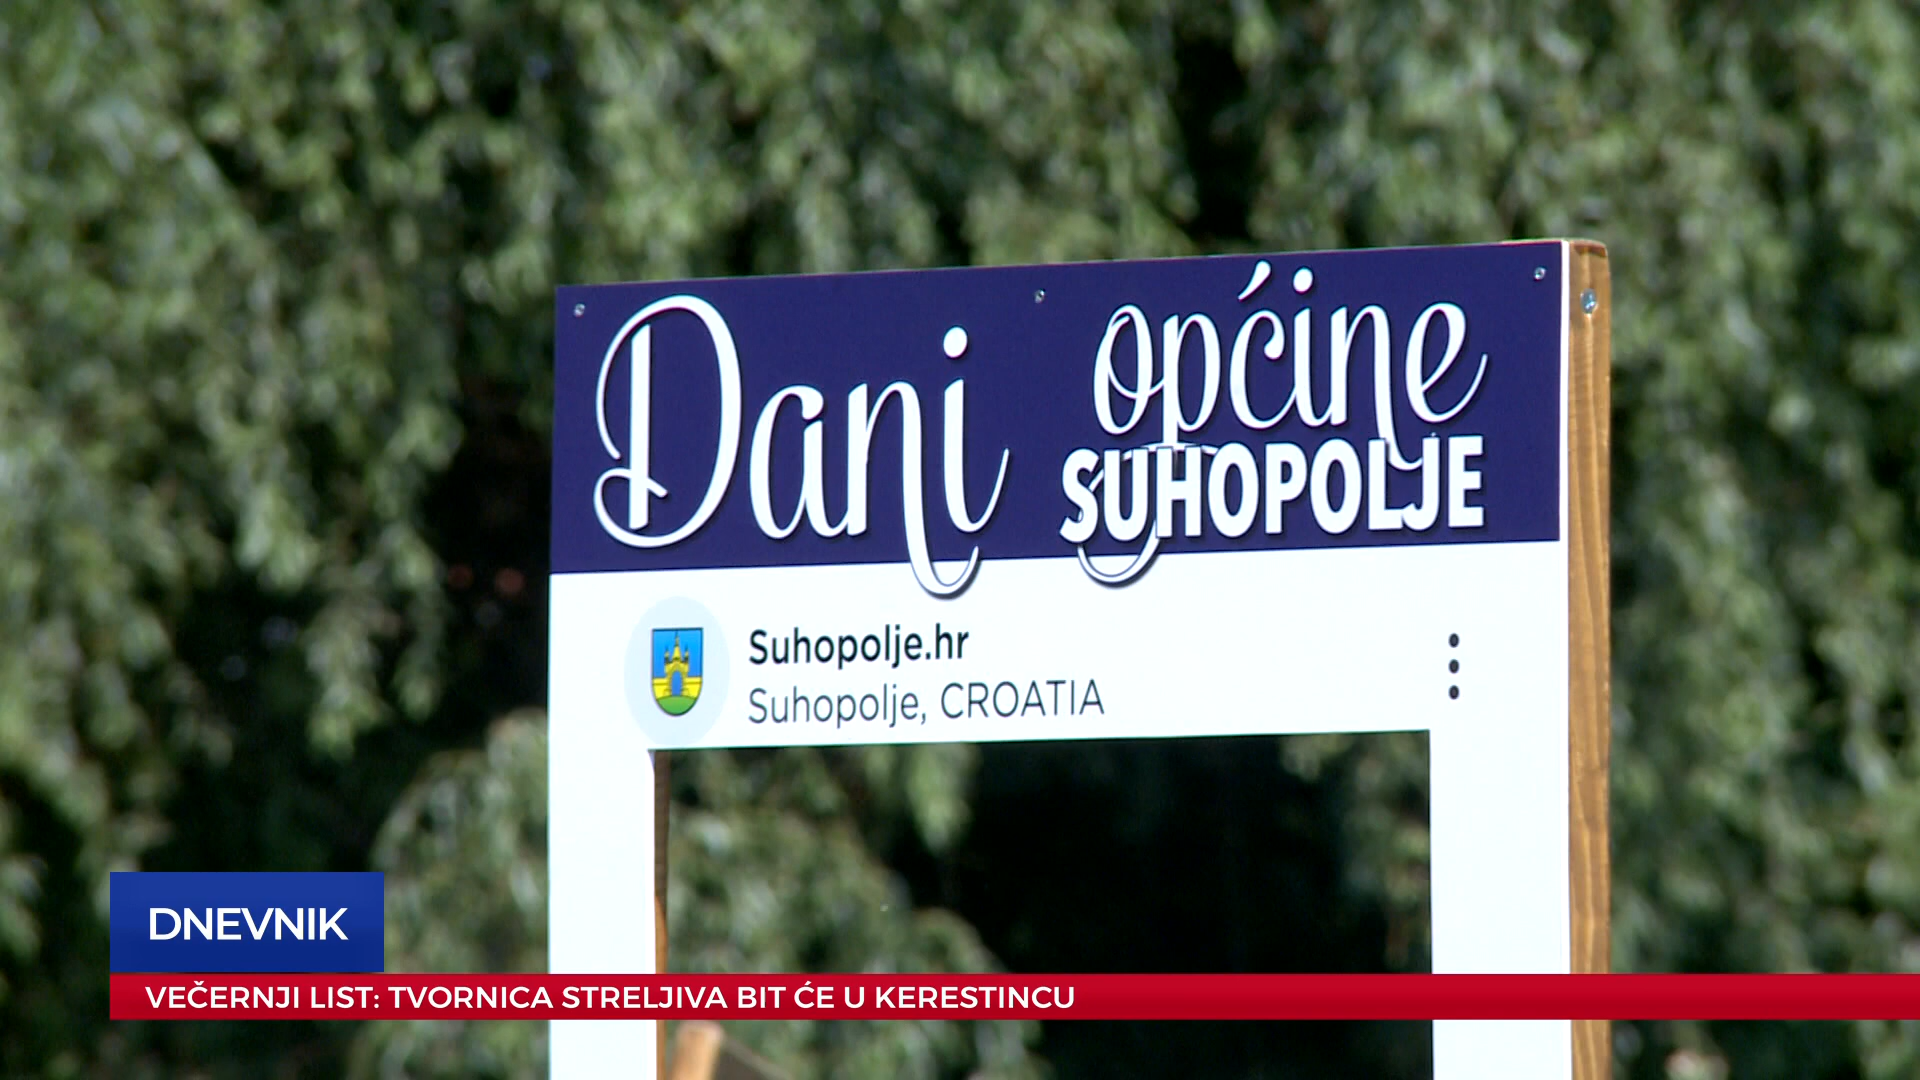 Dani općine
SUHOPOLJE
Suhopolje.hr
Suhopolje, CROATIA
DNEVNIK
VEČERNJI LIST: TVORNICA STRELJIVA BIT ĆE U KERESTINCU